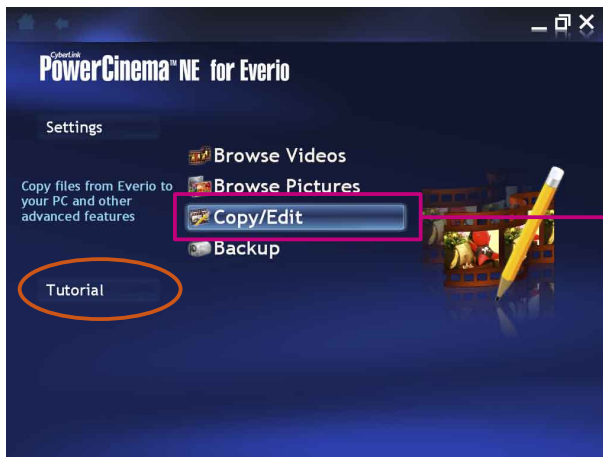 CyberLink
PowerCinema™ NE for Everio
Settings
Browse Videos
Copy files from Everio to
your PC and other
advanced features
Browse Pictures
Copy/Edit
Backup
Tutorial